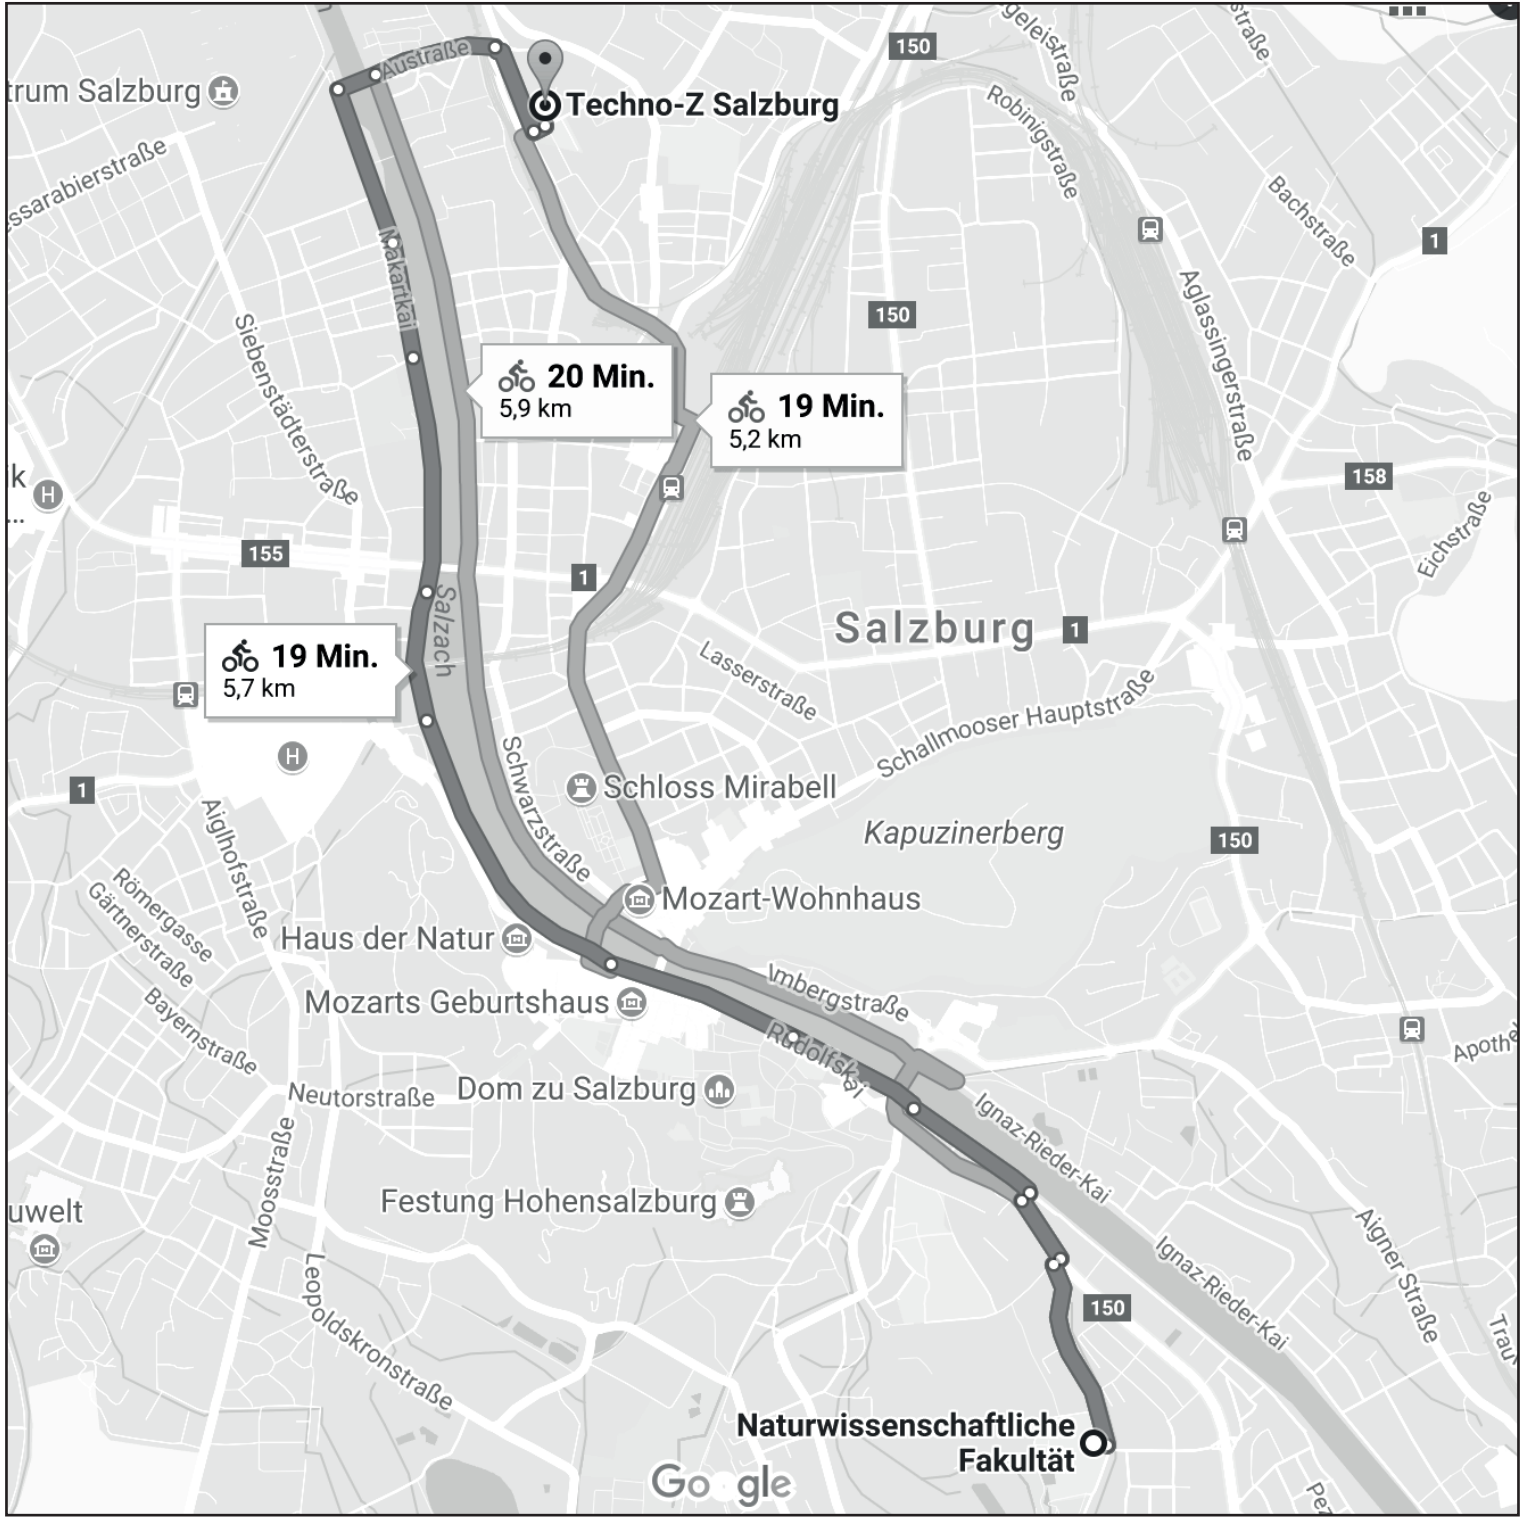 geleistraße
straße
150
Austraße
trum Salzburg
Techno-Z Salzburg
Robinigstraße
essarabierstraße
Bachstraße
1
Makartkai
150
Aglassingerstraße
Siebenstädterstraße
20 Min.
5,9 km
19 Min.
5,2 km
k
H
...
158
Eichstraße
155
1
Salzach
Salzburg
1
19 Min.
5,7 km
Lasserstraße
Schallmooser Hauptstraße
H
1
Schwarzstraße
Schloss Mirabell
Kapuzinerberg
150
Aiglhofstraße
Römergasse
Gärtnerstraße
Mozart-Wohnhaus
Haus der Natur
Imbergstraße
Mozarts Geburtshaus
Bayernstraße
Rudolfskai
Apothe
Dom zu Salzburg
Neutorstraße
Ignaz-Rieder-Kai
Moosstraße
Festung Hohensalzburg
uwelt
Aigner Straße
Ignaz-Rieder-Kai
Leopoldskronstraße
150
Trau
Naturwissenschaftliche
Fakultät
Google
Pez